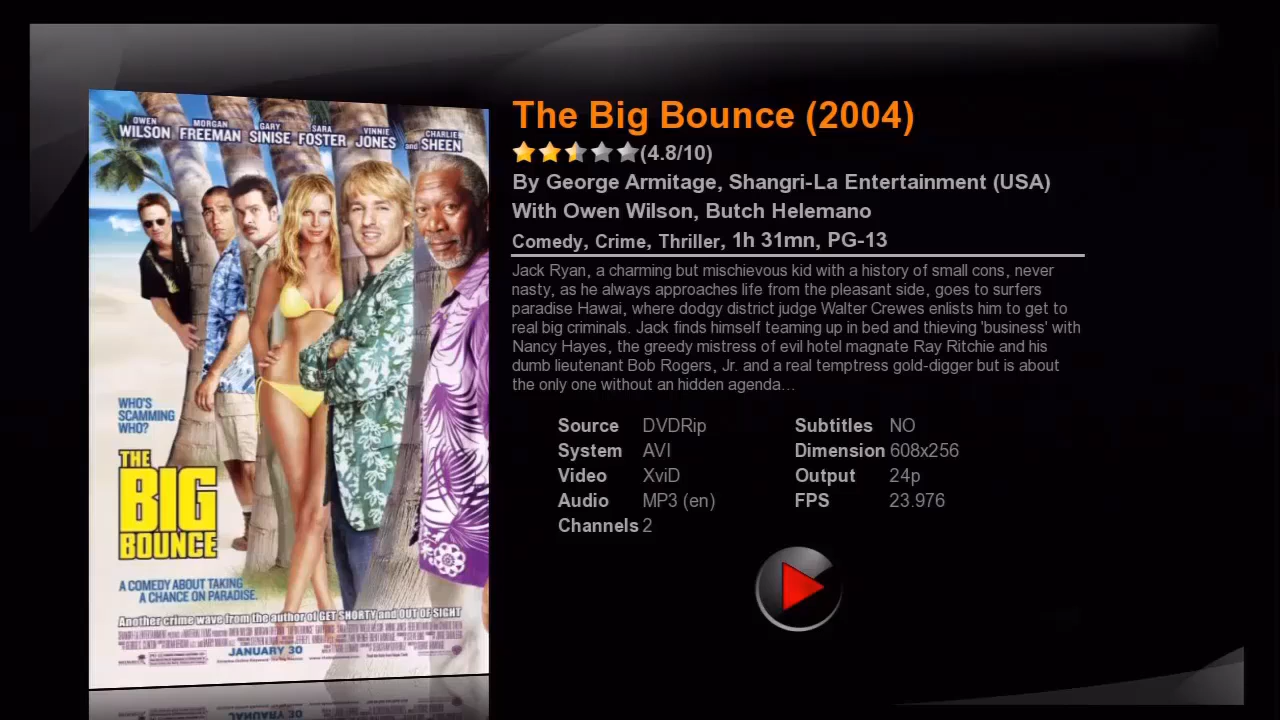 OWEN WILSON
MORGAN FREEMAN
GARY SINISE
SARA FOSTER
VINNIE JONES
and CHARLIE SHEEN
WHO'S
SCAMMING
WHO?
THE
BIG
BOUNCE
A COMEDY ABOUT TAKING
A CHANCE ON PARADISE.
Another crime wave from the author of GET SHORTY and OUT OF SIGHT
JANUARY 30
The Big Bounce (2004)
(4.8/10)
By George Armitage, Shangri-La Entertainment (USA)
With Owen Wilson, Butch Helemano
Comedy, Crime, Thriller, 1h 31mn, PG-13
Jack Ryan, a charming but mischievous kid with a history of small cons, never
nasty, as he always approaches life from the pleasant side, goes to surfers
paradise Hawai, where dodgy district judge Walter Crewes enlists him to get to
real big criminals. Jack finds himself teaming up in bed and thieving 'business' with
Nancy Hayes, the greedy mistress of evil hotel magnate Ray Ritchie and his
dumb lieutenant Bob Rogers, Jr. and a real temptress gold-digger but is about
the only one without an hidden agenda...
Source DVDRip Subtitles NO
System AVI Dimension 608x256
Video XviD Output 24p
Audio MP3 (en) FPS 23.976
Channels 2